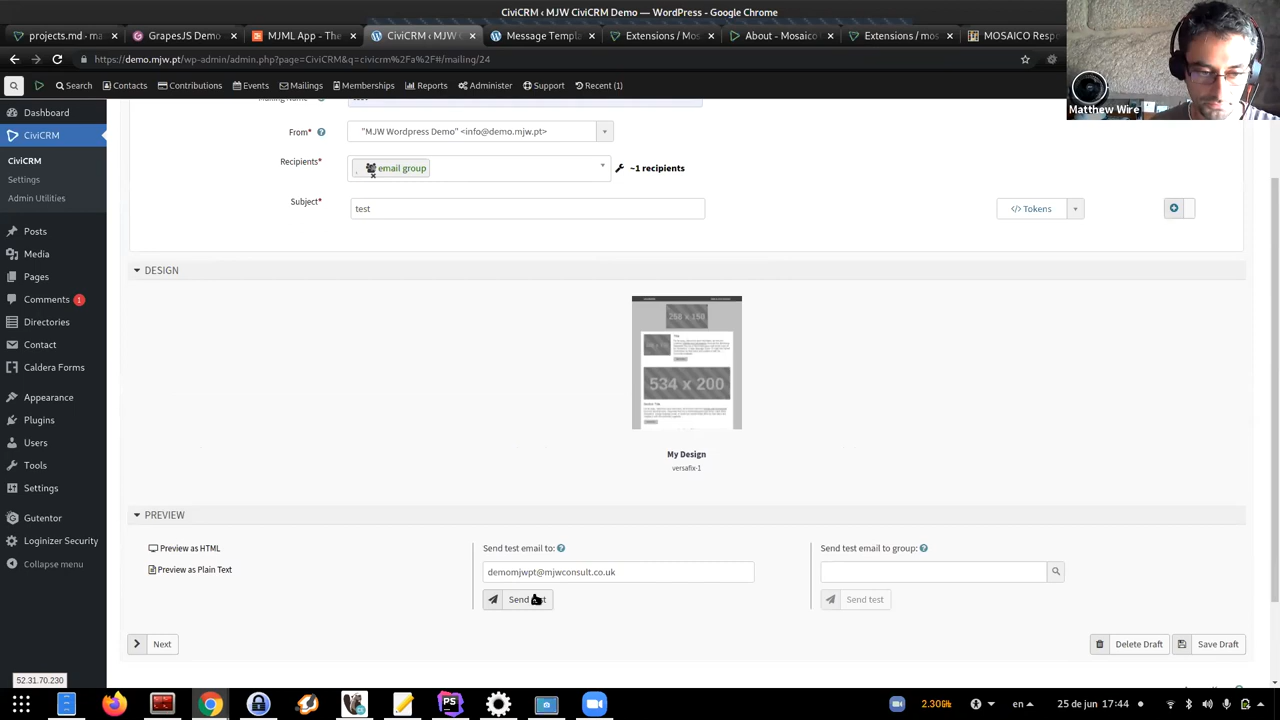 CiviCRM ‹ MJW CiviCRM Demo — WordPress - Google Chrome
projects.md - ma
GrapesJS Demo
MJML App - The
CiviCRM ‹ MJW C
Message Templa
Extensions / Mos
About - Mosaico
Extensions / mos
MOSAICO Respo
https://demo.mjw.pt/wp-admin/admin.php?page=CiviCRM&q=civicrm%2Fa%2F#/mailing/24
Search
Contacts
Contributions
Events
Mailings
Memberships
Reports
Administer
Support
Recent (1)
Matthew Wire
Dashboard
CiviCRM
CiviCRM
Settings
Admin Utilities
Posts
Media
Pages
Comments 1
Directories
Contact
Caldera Forms
Appearance
Plugins
Users
Tools
Settings
Gutentor
Loginizer Security
Collapse menu
From*
"MJW Wordpress Demo" <info@demo.mjw.pt>
Recipients*
email group
~1 recipients
Subject*
test
</> Tokens
DESIGN
258 x 150
534 x 200
My Design
versafix-1
PREVIEW
Preview as HTML
Preview as Plain Text
Send test email to:
demomjwpt@mjwconsult.co.uk
Send test
Send test email to group:
Send test
Next
Delete Draft
Save Draft
52.31.70.230
2.30GHz
en
25 de jun 17:44